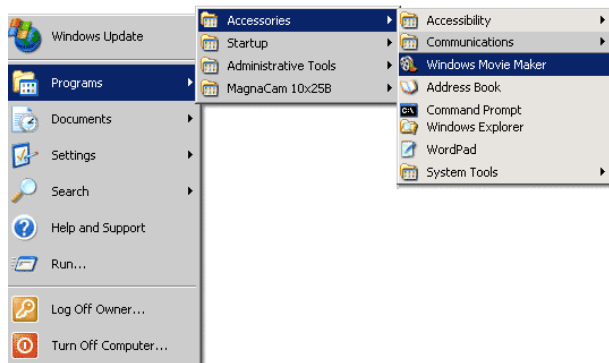 Windows Update
Programs
Documents
Settings
Search
Help and Support
Run...
Log Off Owner...
Turn Off Computer...
Accessories
Startup
Administrative Tools
MagnaCam 10x25B
Accessibility
Communications
Windows Movie Maker
Address Book
Command Prompt
Windows Explorer
WordPad
System Tools